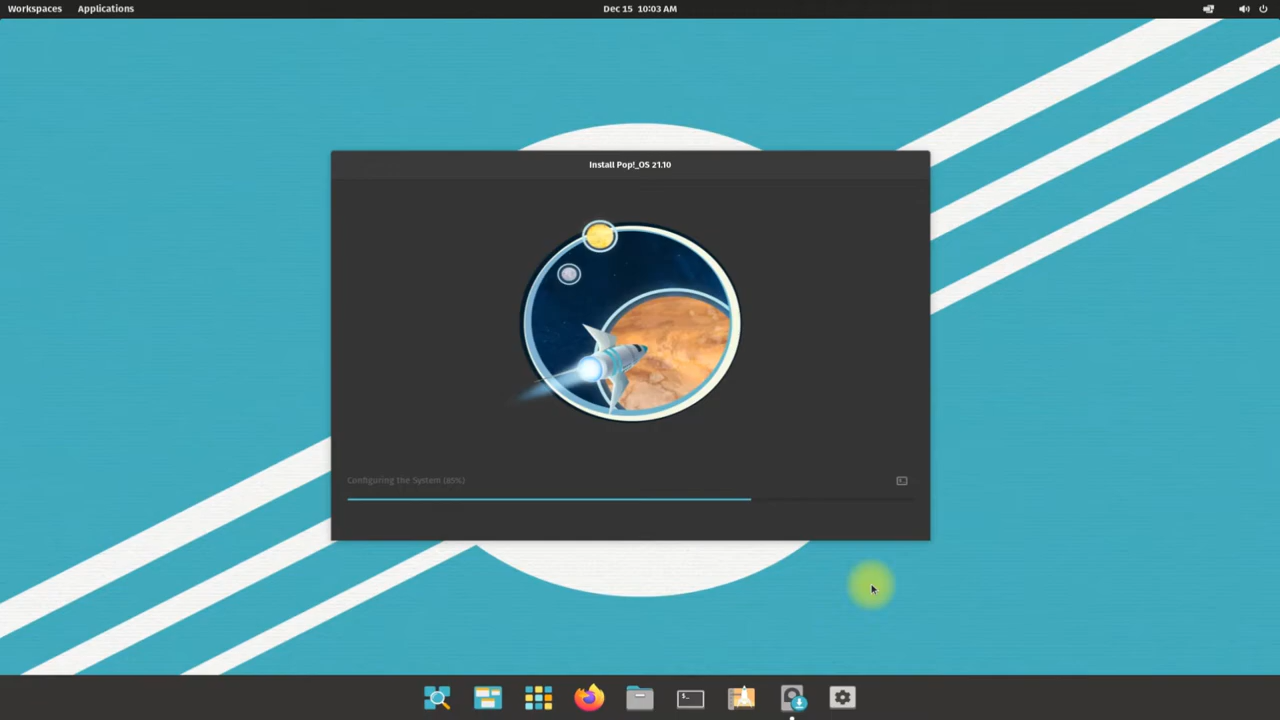 Workspaces Applications Dec 15 10:03 AM
Install Pop!_OS 21.10
Configuring the System (85%)